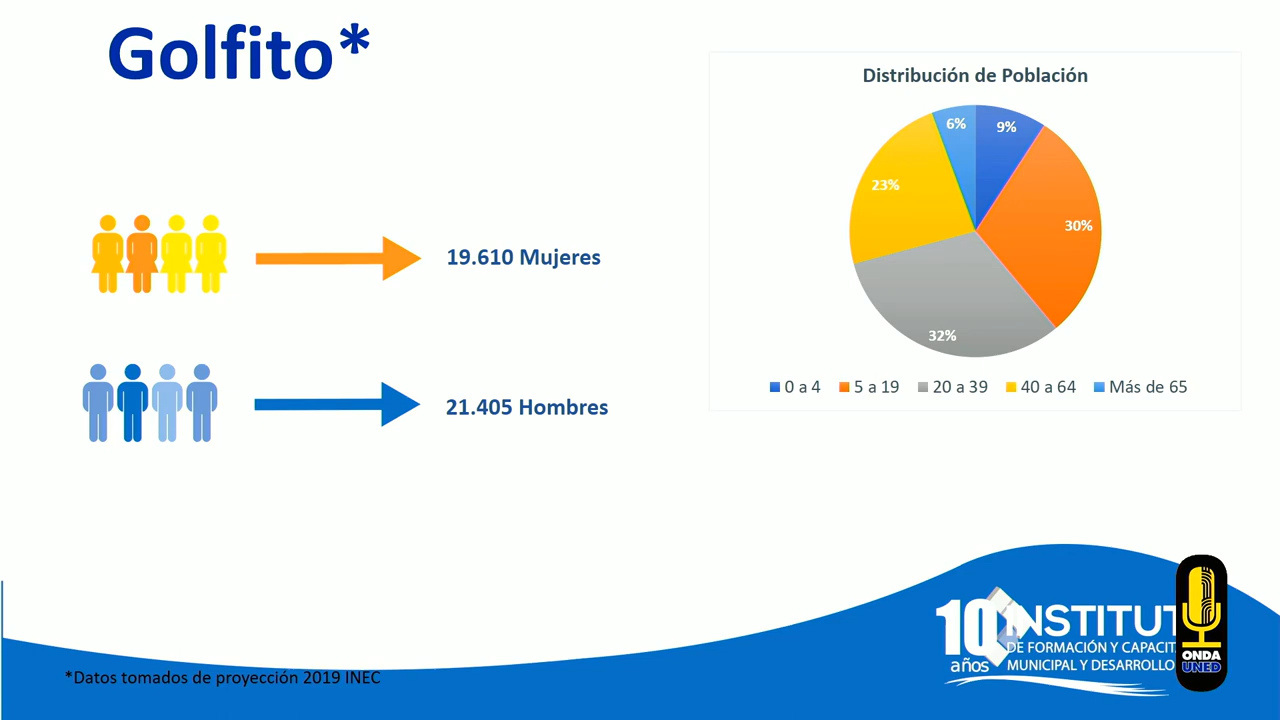 Golfito*
19.610 Mujeres
21.405 Hombres
Distribución de Población
6%
9%
23%
30%
32%
0 a 4
5 a 19
20 a 39
40 a 64
Más de 65
*Datos tomados de proyección 2019 INEC
10
años
INSTITUT
DE FORMACIÓN Y CAPACIT
MUNICIPAL Y DESARROLLO
ONDA
UNED